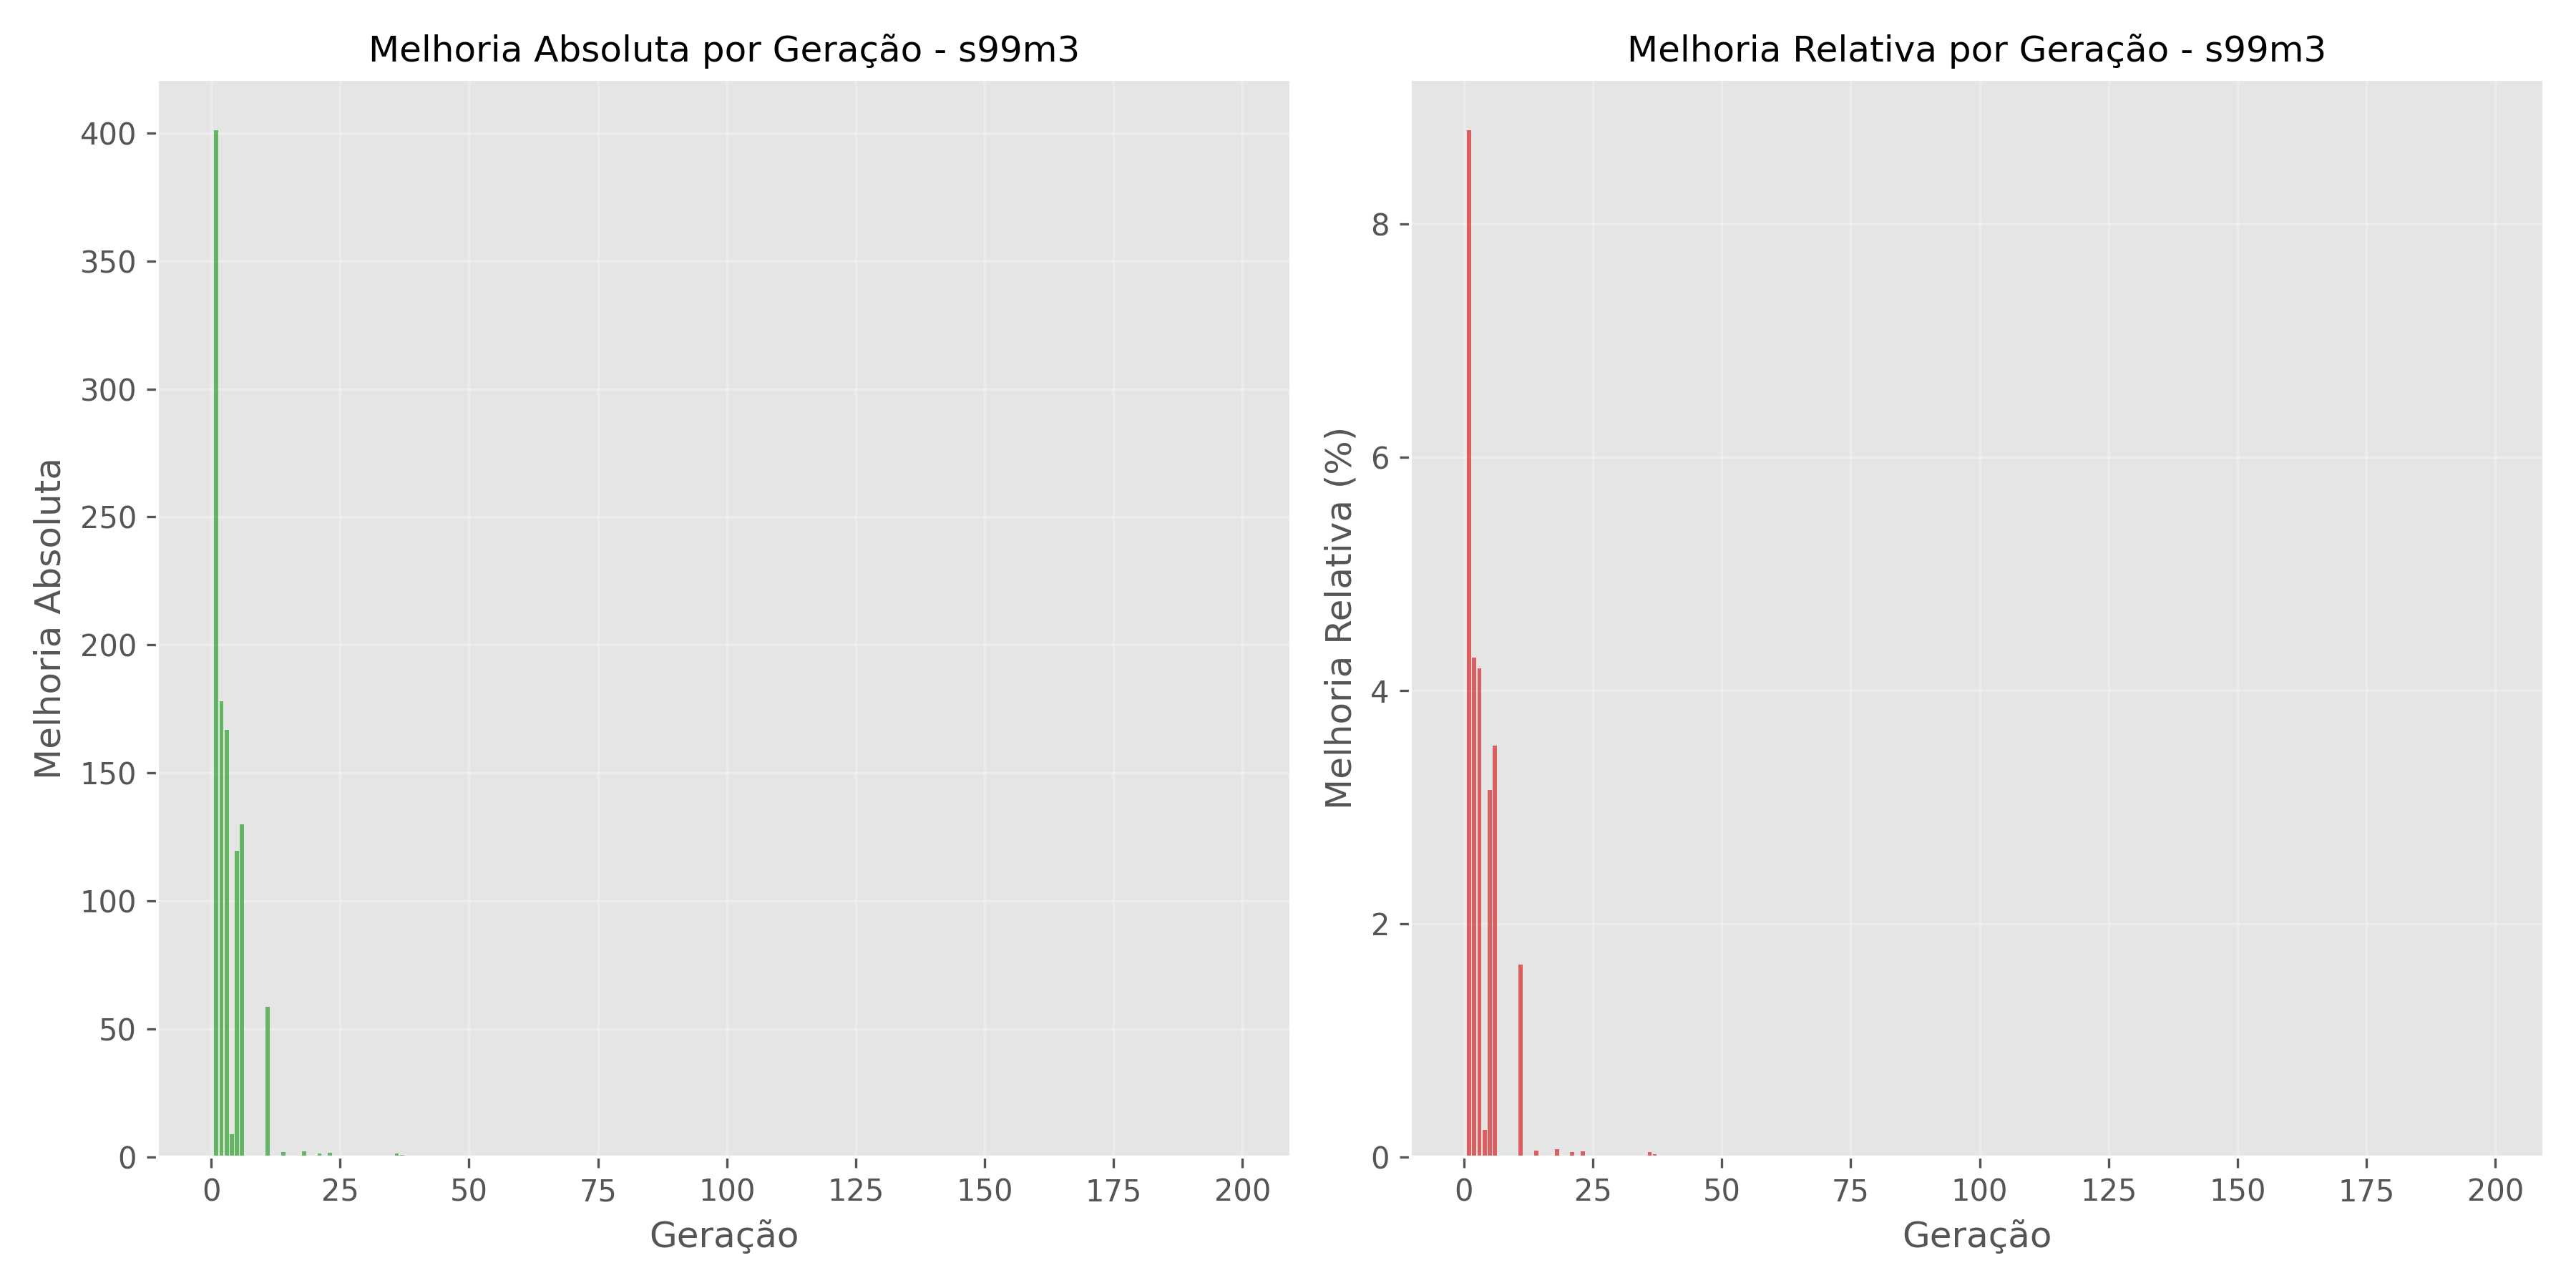 Melhoria Absoluta por Geração - s99m3
400
350
300
250
200
150
100
50
0
Melhoria Absoluta
0 25 50 75 100 125 150 175 200
Geração
Melhoria Relativa por Geração - s99m3
8
6
4
2
0
Melhoria Relativa (%)
0 25 50 75 100 125 150 175 200
Geração